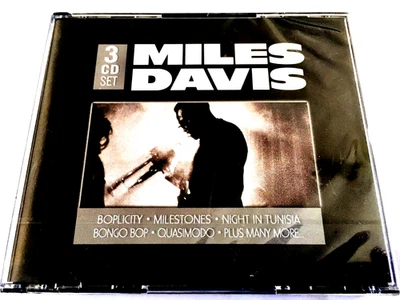 3
CD
SET
MILES
DAVIS
BOPLICITY • MILESTONES • NIGHT IN TUNISIA
BONGO BOP • QUASIMODO • PLUS MANY MORE...